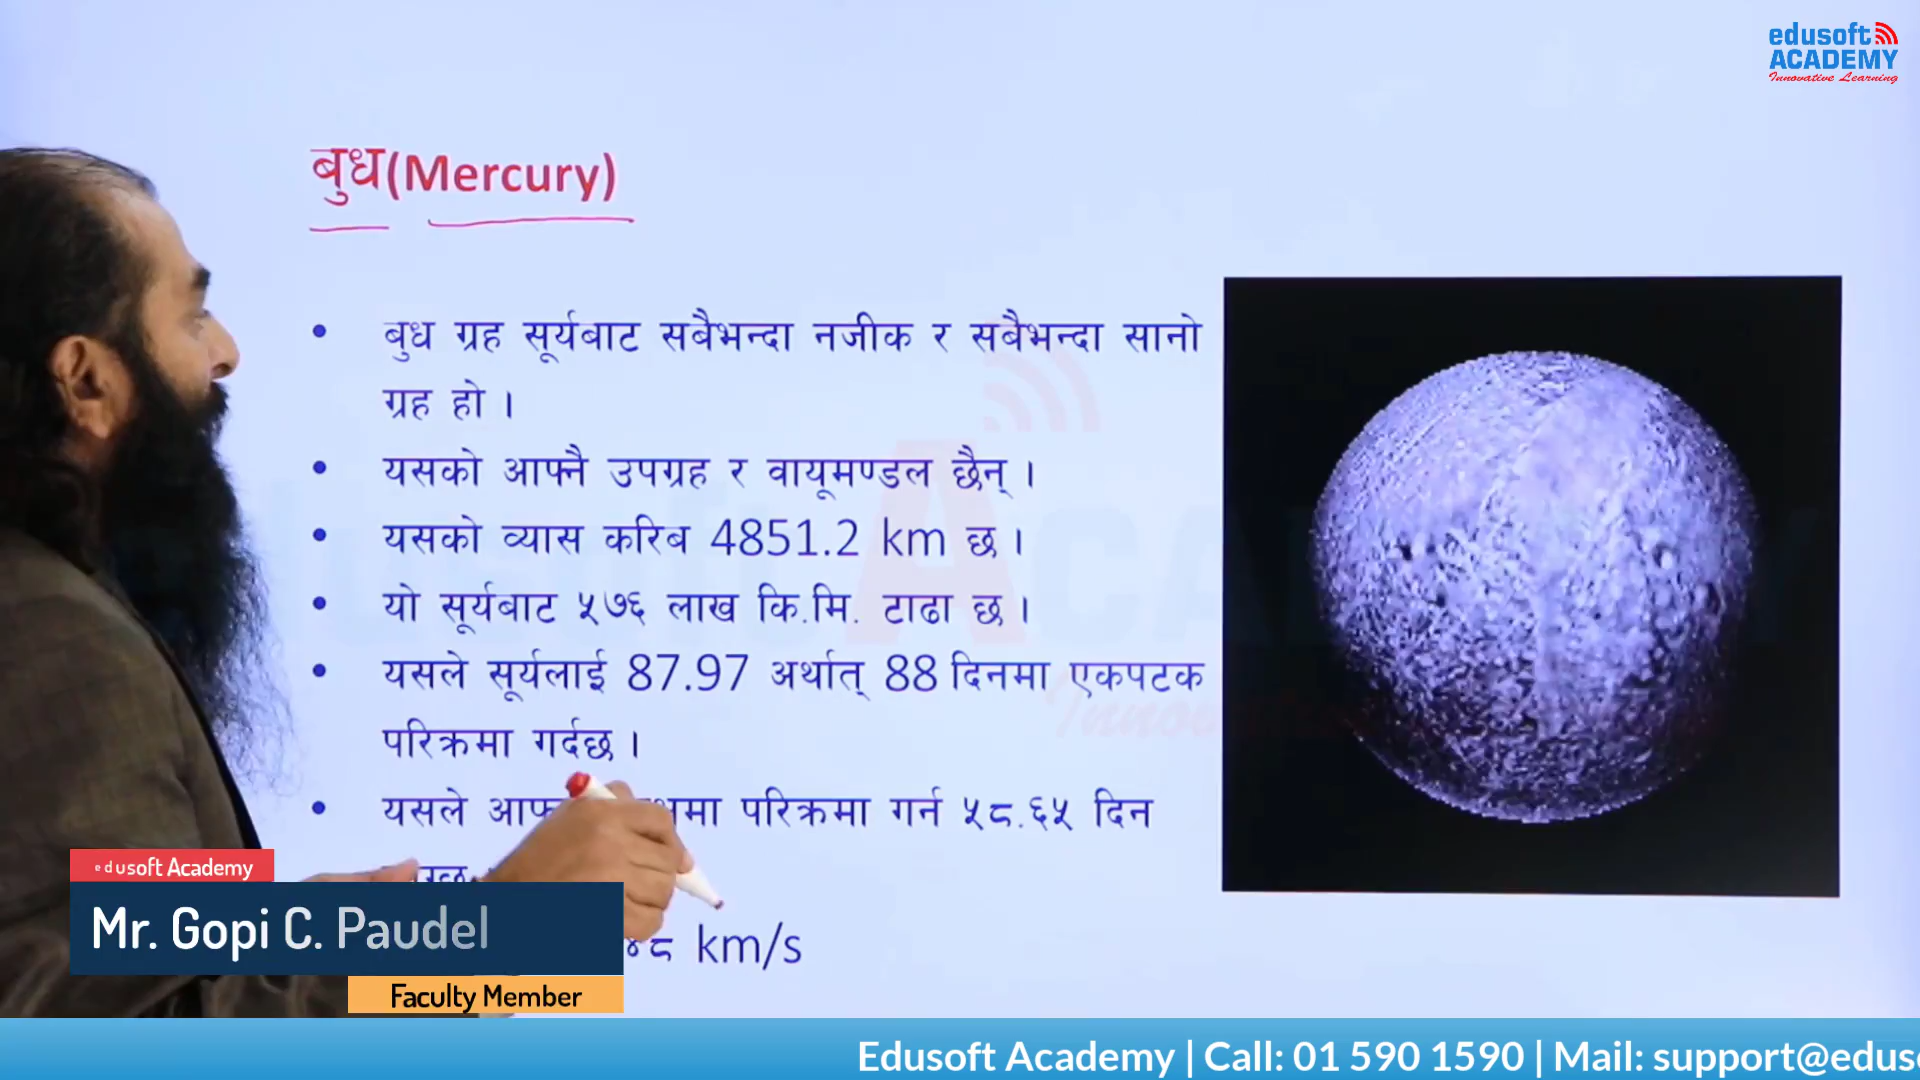 edusoft
ACADEMY
Innovative Learning
बुध(Mercury)
• बुध ग्रह सूर्यबाट सबैभन्दा नजीक र सबैभन्दा सानो
ग्रह हो ।
• यसको आफ्नै उपग्रह र वायूमण्डल छैन् ।
• यसको व्यास करिब 4851.2 km छ ।
• यो सूर्यबाट ५७६ लाख कि.मि. टाढा छ ।
• यसले सूर्यलाई 87.97 अर्थात् 88 दिनमा एकपटक
परिक्रमा गर्दछ ।
• यसले परिक्रमा गर्न ५८.६५ दिन
km/s
edusoft Academy
Mr. Gopi C. Paudel
Faculty Member
Edusoft Academy | Call: 01 590 1590 | Mail: support@edus